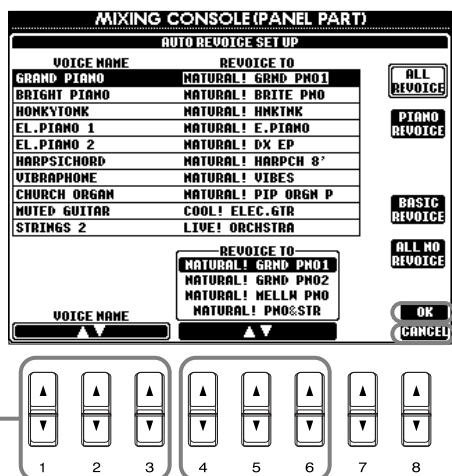 MIXING CONSOLE(PANEL PART)
AUTO REVOICE SET UP
VOICE NAME REVOICE TO
GRAND PIANO NATURAL! GRND PNO1
BRIGHT PIANO NATURAL! BRITE PNO
HONKYTONK NATURAL! HNKTNK
EL.PIANO 1 NATURAL! E.PIANO
EL.PIANO 2 NATURAL! DX EP
HARPSICHORD NATURAL! HARPCH 8'
VIBRAPHONE NATURAL! VIBES
CHURCH ORGAN NATURAL! PIP ORGN P
MUTED GUITAR COOL! ELEC.GTR
STRINGS 2 LIVE! ORCHSTRA
ALL
REVOICE
PIANO
REVOICE
BASIC
REVOICE
ALL NO
REVOICE
REVOICE TO
NATURAL! GRND PNO1
NATURAL! GRND PNO2
NATURAL! MELLW PNO
NATURAL! PNO&STR
VOICE NAME
OK
CANCEL
1 2 3 4 5 6 7 8